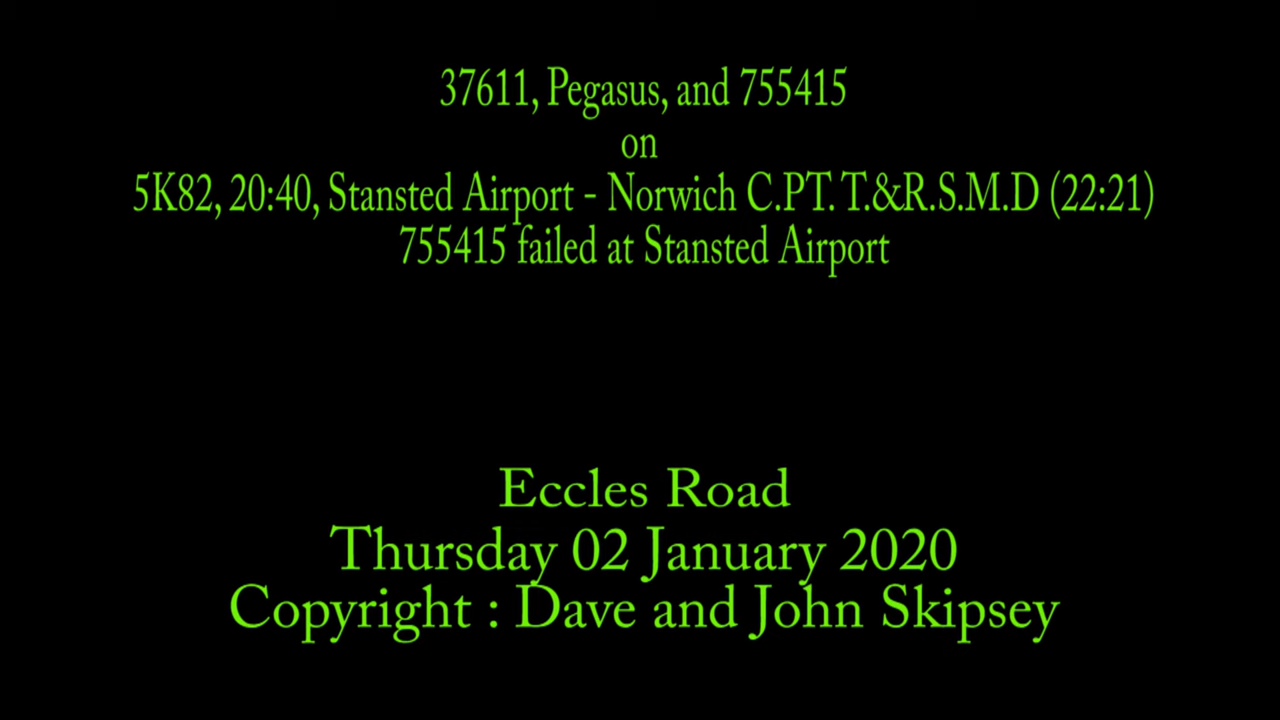 37611, Pegasus, and 755415
on
5K82, 20:40, Stansted Airport - Norwich C.PT. T.&R.S.M.D (22:21)
755415 failed at Stansted Airport
Eccles Road
Thursday 02 January 2020
Copyright : Dave and John Skipsey